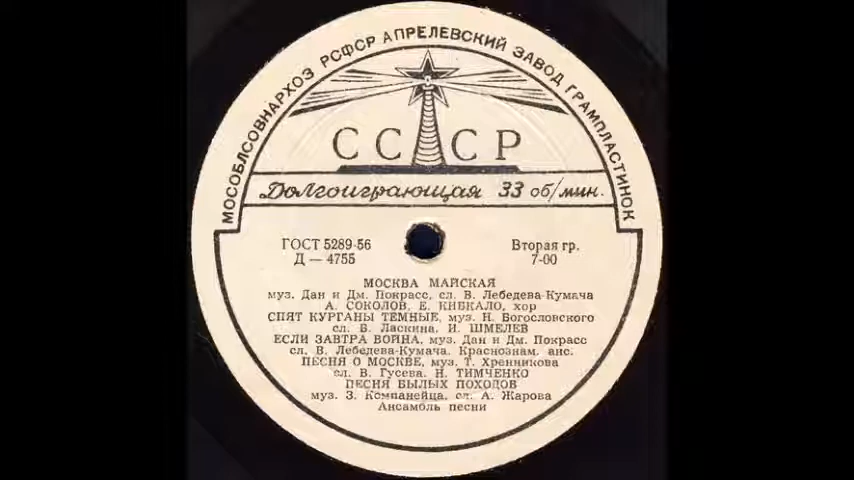 МОСОБЛСОВНАРХОЗ РСФСР АПРЕЛЕВСКИЙ ЗАВОД ГРАМПЛАСТИНОК
СССР
Долгоиграющая 33 об/мин.
ГОСТ 5289-56 Вторая гр.
Д — 4755 7-00
МОСКВА МАЙСКАЯ
муз. Дан и Дм. Покрасс, сл. В. Лебедева-Кумача
А. СОКОЛОВ, Е. КИБКАЛО, хор
СПЯТ КУРГАНЫ ТЕМНЫЕ, муз. Н. Богословского
сл. Б. Ласкина, И. ШМЕЛЕВ
ЕСЛИ ЗАВТРА ВОЙНА, муз. Дан и Дм. Покрасс
сл. В. Лебедева-Кумача, Краснознам. анс.
ПЕСНЯ О МОСКВЕ, муз. Т. Хренникова
сл. В. Гусева, Н. ТИМЧЕНКО
ПЕСНЯ БЫЛЫХ ПОХОДОВ
муз. З. Компанейца, сл. А. Жарова
Ансамбль песни